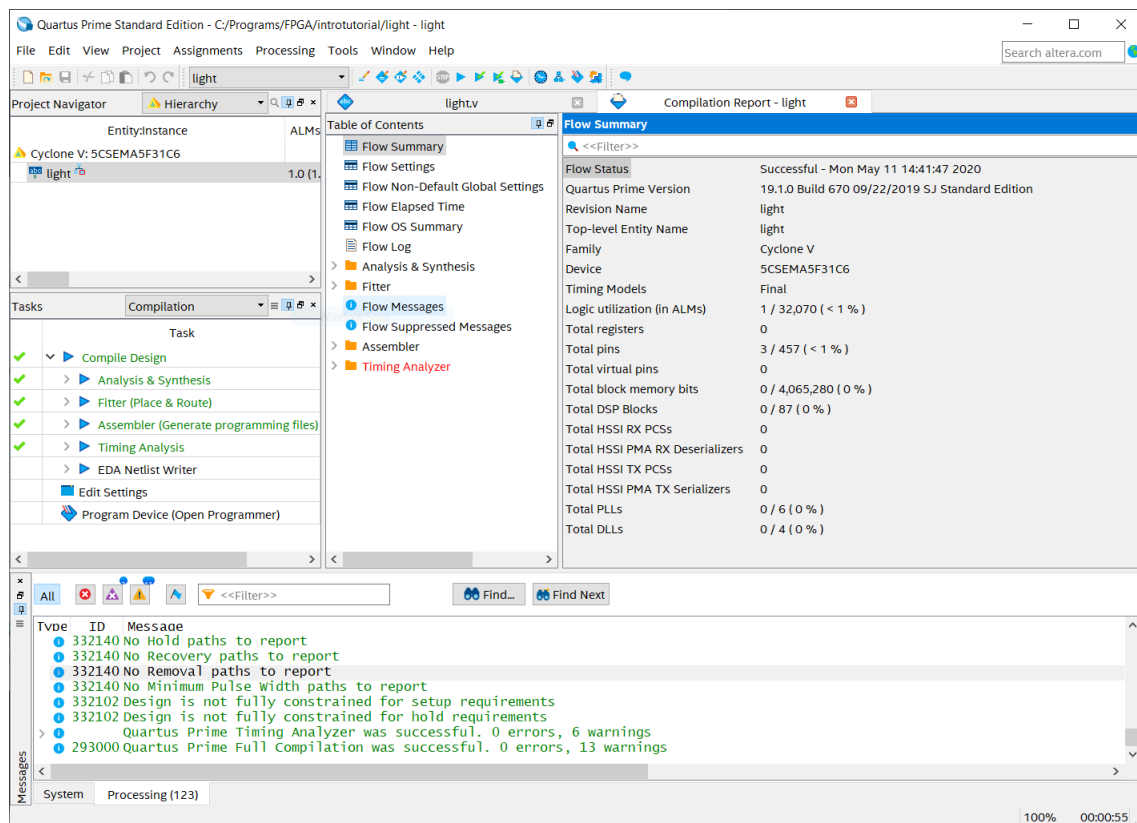 Quartus Prime Standard Edition - C:/Programs/FPGA/introtutorial/light - light
File Edit View Project Assignments Processing Tools Window Help
Search altera.com
light
Project Navigator Hierarchy
Entity:Instance ALMs
Cyclone V: 5CSEMA5F31C6
light 1.0 (1.
Tasks Compilation
Task
Compile Design
Analysis & Synthesis
Fitter (Place & Route)
Assembler (Generate programming files)
Timing Analysis
EDA Netlist Writer
Edit Settings
Program Device (Open Programmer)
light.v
Compilation Report - light
Table of Contents
Flow Summary
Flow Settings
Flow Non-Default Global Settings
Flow Elapsed Time
Flow OS Summary
Flow Log
Analysis & Synthesis
Fitter
Flow Messages
Flow Suppressed Messages
Assembler
Timing Analyzer
Flow Summary
<<Filter>>
Flow Status Successful - Mon May 11 14:41:47 2020
Quartus Prime Version 19.1.0 Build 670 09/22/2019 SJ Standard Edition
Revision Name light
Top-level Entity Name light
Family Cyclone V
Device 5CSEMA5F31C6
Timing Models Final
Logic utilization (in ALMs) 1 / 32,070 ( < 1 % )
Total registers 0
Total pins 3 / 457 ( < 1 % )
Total virtual pins 0
Total block memory bits 0 / 4,065,280 ( 0 % )
Total DSP Blocks 0 / 87 ( 0 % )
Total HSSI RX PCSs 0
Total HSSI PMA RX Deserializers 0
Total HSSI TX PCSs 0
Total HSSI PMA TX Serializers 0
Total PLLs 0 / 6 ( 0 % )
Total DLLs 0 / 4 ( 0 % )
All <<Filter>> Find... Find Next
Type ID Message
332140 No Hold paths to report
332140 No Recovery paths to report
332140 No Removal paths to report
332140 No Minimum Pulse Width paths to report
332102 Design is not fully constrained for setup requirements
332102 Design is not fully constrained for hold requirements
Quartus Prime Timing Analyzer was successful. 0 errors, 6 warnings
293000 Quartus Prime Full Compilation was successful. 0 errors, 13 warnings
Messages
System Processing (123)
100% 00:00:55